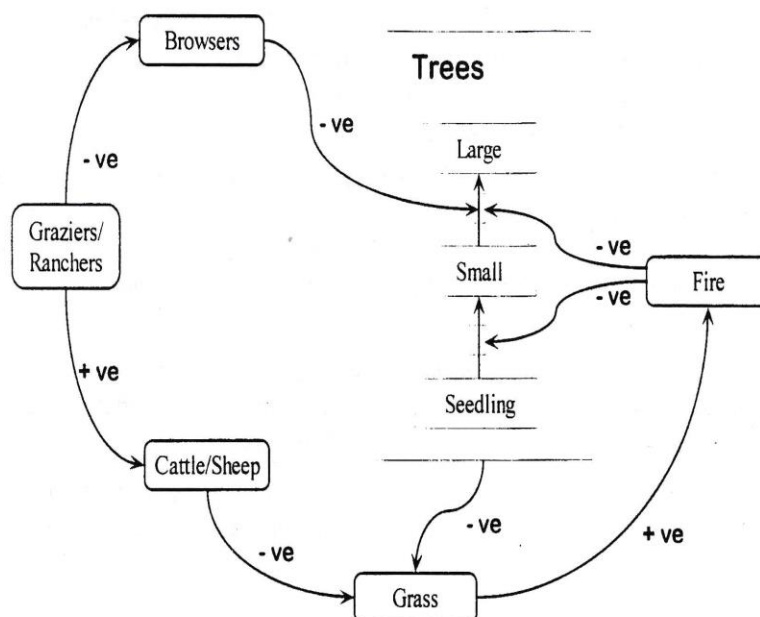 Browsers
Trees
- ve
- ve
Large
Graziers/
Ranchers
- ve
Small
Fire
- ve
+ ve
Seedling
Cattle/Sheep
- ve
+ ve
- ve
Grass